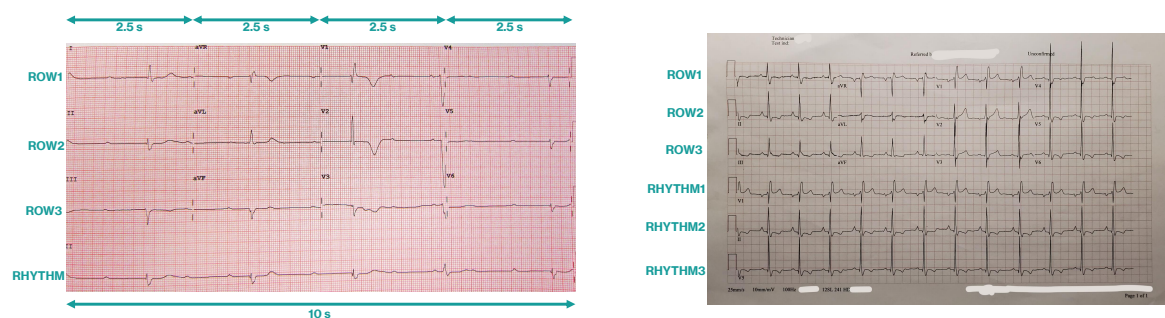 2.5 s 2.5 s 2.5 s 2.5 s
I aVR V1 V4
ROW1
II aVL V2 V5
ROW2
III aVF V3 V6
ROW3
II
RHYTHM
10 s
Technician
Test ind:
Referred Unconfirmed
ROW1
I aVR V1 V4
ROW2
II aVL V2 V5
ROW3
III aVF V3 V6
RHYTHM1
V1
RHYTHM2
II
RHYTHM3
V5
25mm/s 10mm/mV 100Hz 12SL 241
Page 1 of 1